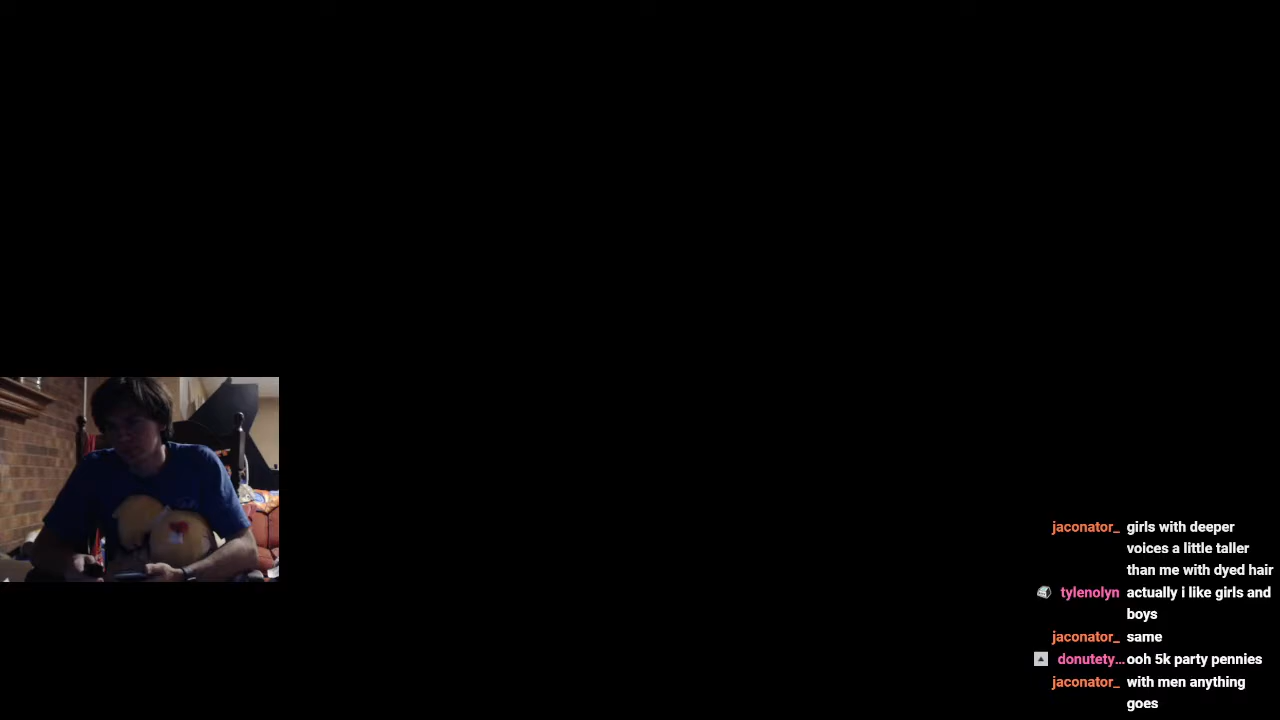 jaconator_ girls with deeper
voices a little taller
than me with dyed hair
tylenolyn actually i like girls and
boys
jaconator_ same
donutety... ooh 5k party pennies
jaconator_ with men anything
goes